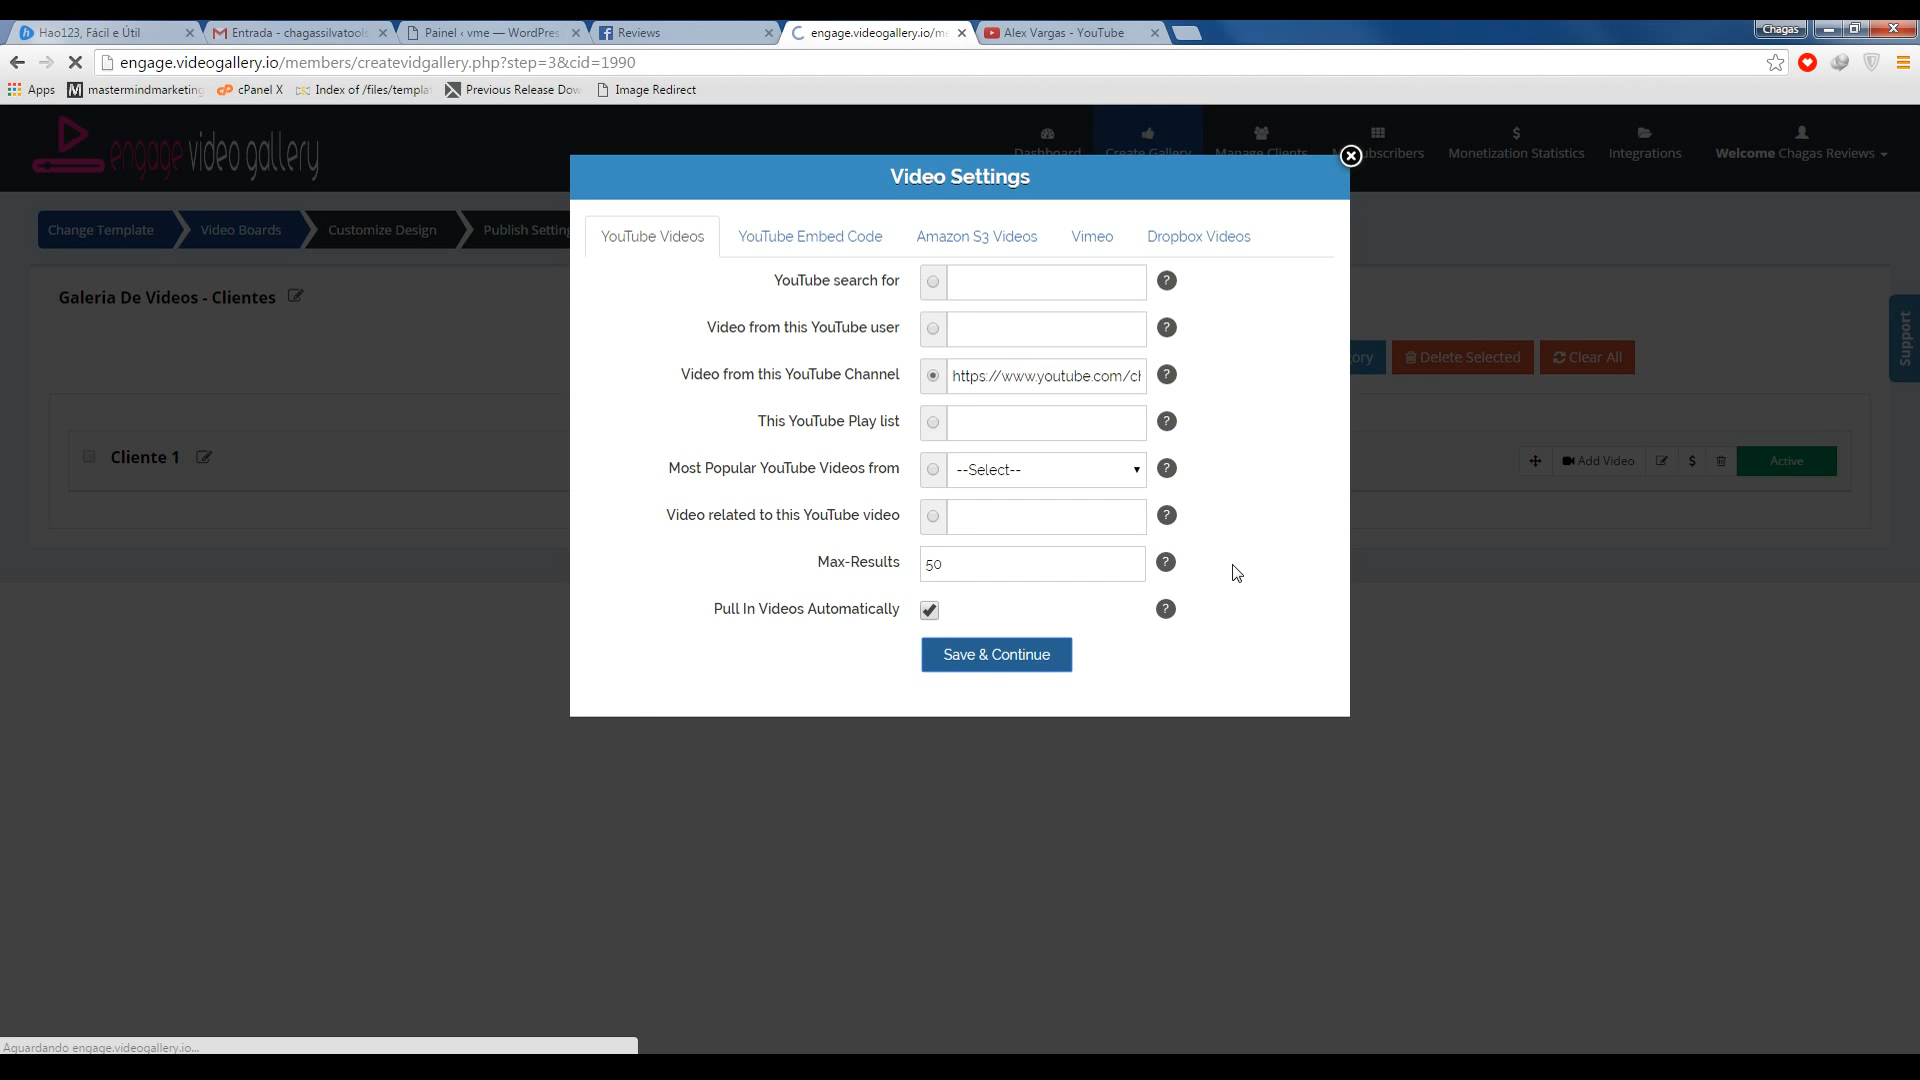 Hao123, Fácil e Útil
Entrada - chagassilvatools
Painel ‹ vme — WordPres
Reviews
engage.videogallery.io/me
Alex Vargas - YouTube
Chagas
engage.videogallery.io/members/createvidgallery.php?step=3&cid=1990
Apps
mastermindmarketing
cPanel X
Index of /files/templa
Previous Release Dow
Image Redirect
engage video gallery
Dashboard
Create Gallery
Manage Clients
Subscribers
Monetization Statistics
Integrations
Welcome Chagas Reviews
Video Settings
Change Template
Video Boards
Customize Design
Publish Setting
YouTube Videos
YouTube Embed Code
Amazon S3 Videos
Vimeo
Dropbox Videos
Galeria De Videos - Clientes
YouTube search for
?
Video from this YouTube user
?
Support
ory
Delete Selected
Clear All
Video from this YouTube Channel
https://www.youtube.com/cl
?
This YouTube Play list
?
Cliente 1
Add Video
$
Active
Most Popular YouTube Videos from
--Select--
?
Video related to this YouTube video
?
Max-Results
50
?
Pull In Videos Automatically
?
Save & Continue
Aguardando engage.videogallery.io...